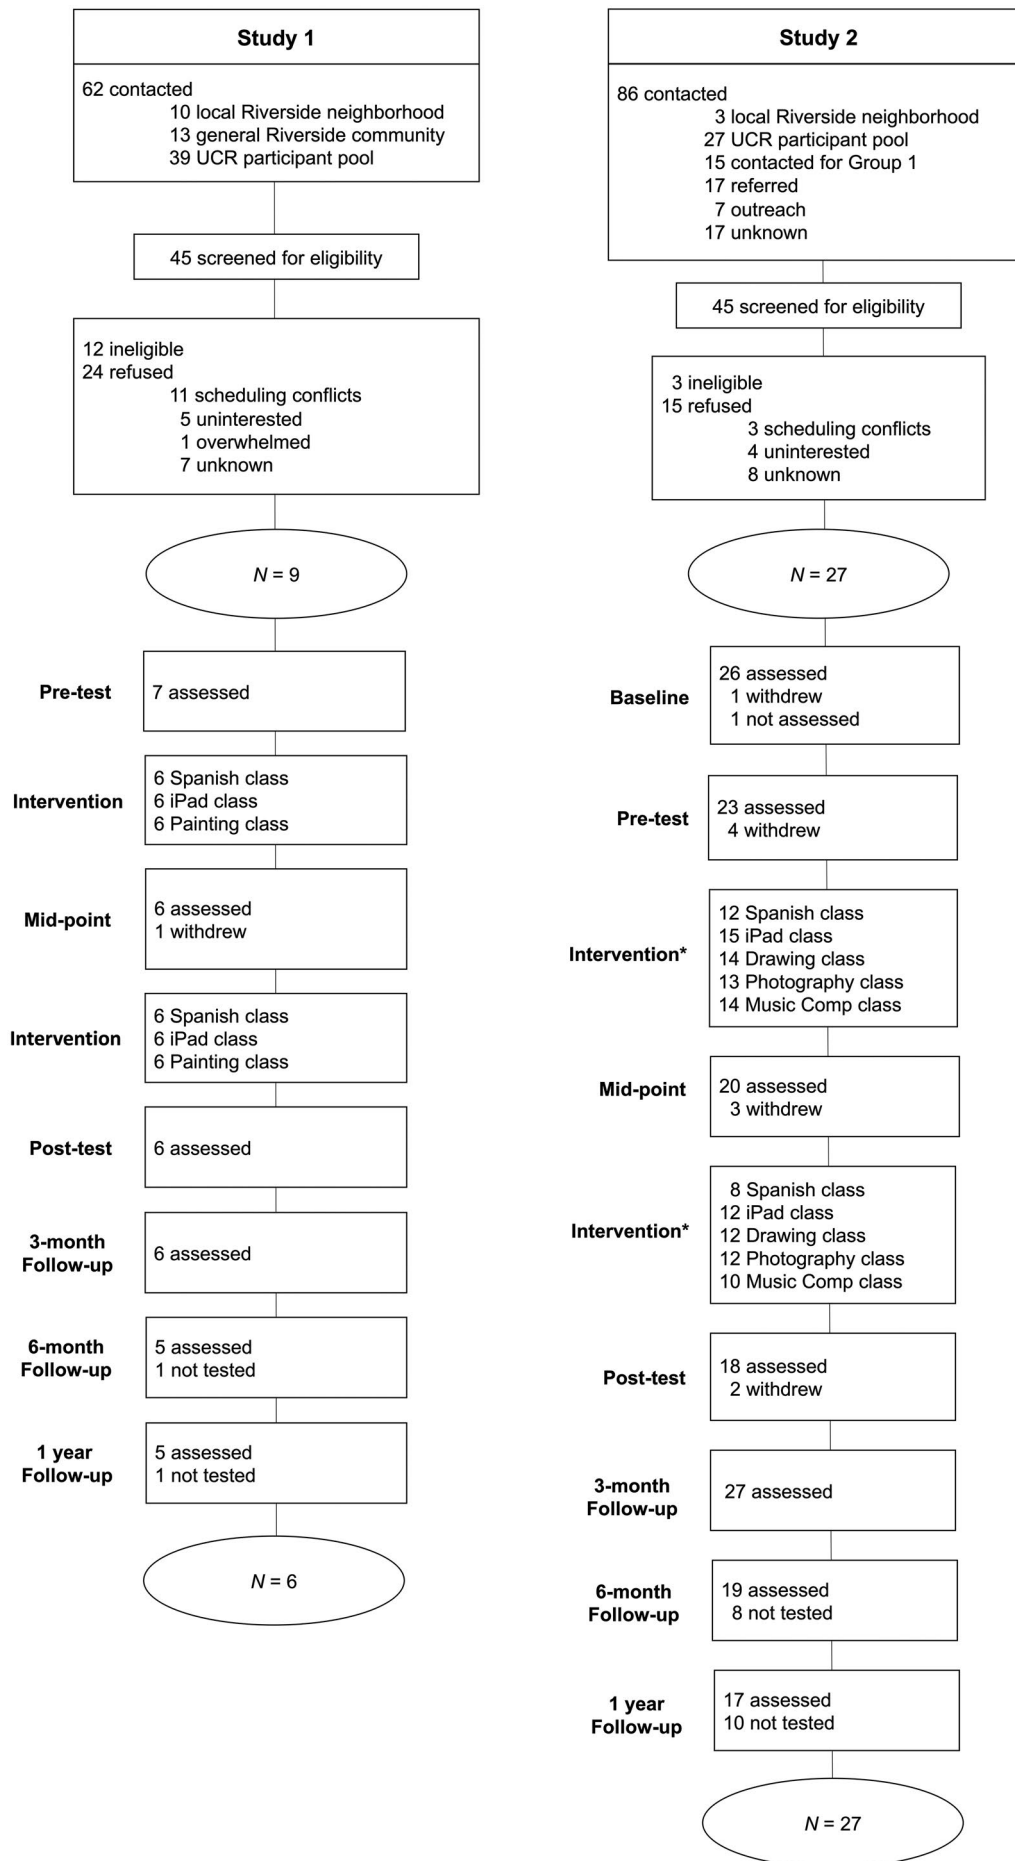 Study 1
62 contacted
10 local Riverside neighborhood
13 general Riverside community
39 UCR participant pool
45 screened for eligibility
12 ineligible
24 refused
11 scheduling conflicts
5 uninterested
1 overwhelmed
7 unknown
N = 9
Pre-test
7 assessed
Intervention
6 Spanish class
6 iPad class
6 Painting class
Mid-point
6 assessed
1 withdrew
Intervention
6 Spanish class
6 iPad class
6 Painting class
Post-test
6 assessed
3-month
Follow-up
6 assessed
6-month
Follow-up
5 assessed
1 not tested
1 year
Follow-up
5 assessed
1 not tested
N = 6
Study 2
86 contacted
3 local Riverside neighborhood
27 UCR participant pool
15 contacted for Group 1
17 referred
7 outreach
17 unknown
45 screened for eligibility
3 ineligible
15 refused
3 scheduling conflicts
4 uninterested
8 unknown
N = 27
Baseline
26 assessed
1 withdrew
1 not assessed
Pre-test
23 assessed
4 withdrew
Intervention*
12 Spanish class
15 iPad class
14 Drawing class
13 Photography class
14 Music Comp class
Mid-point
20 assessed
3 withdrew
Intervention*
8 Spanish class
12 iPad class
12 Drawing class
12 Photography class
10 Music Comp class
Post-test
18 assessed
2 withdrew
3-month
Follow-up
27 assessed
6-month
Follow-up
19 assessed
8 not tested
1 year
Follow-up
17 assessed
10 not tested
N = 27